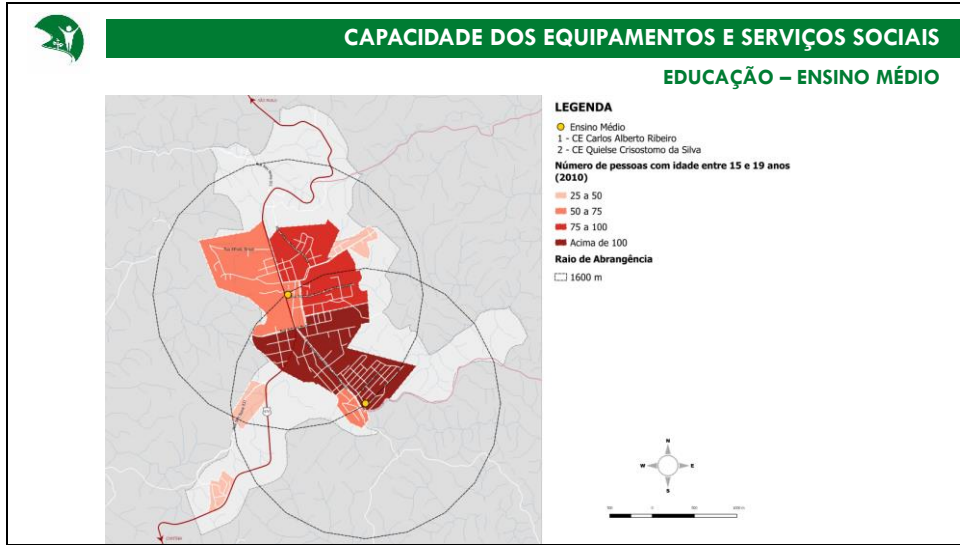 CAPACIDADE DOS EQUIPAMENTOS E SERVIÇOS SOCIAIS
EDUCAÇÃO – ENSINO MÉDIO
LEGENDA
Ensino Médio
1 - CE Carlos Alberto Ribeiro
2 - CE Quielse Crisostomo da Silva
Número de pessoas com idade entre 15 e 19 anos
(2010)
25 a 50
50 a 75
75 a 100
Acima de 100
Raio de Abrangência
1600 m
N
W
E
S